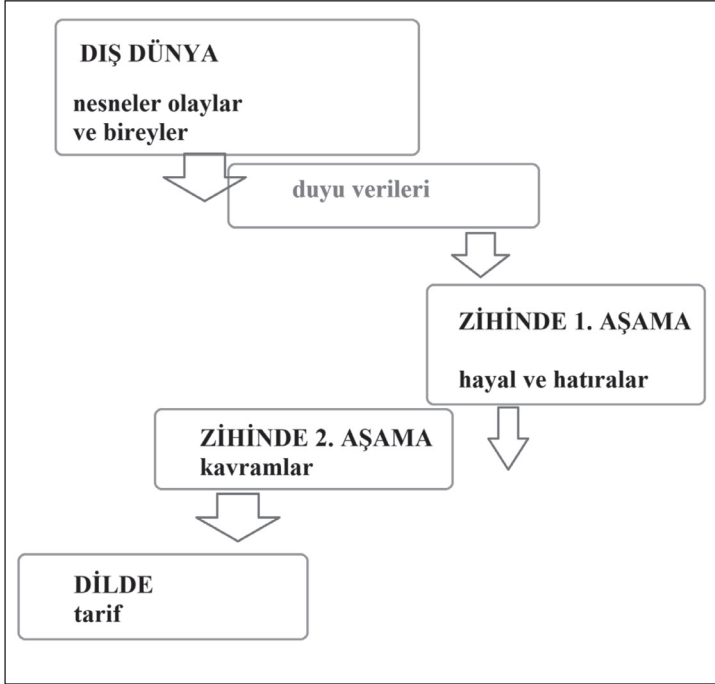 DIŞ DÜNYA
nesneler olaylar
ve bireyler
duyu verileri
ZİHİNDE 1. AŞAMA
hayal ve hatıralar
ZİHİNDE 2. AŞAMA
kavramlar
DİLDE
tarif